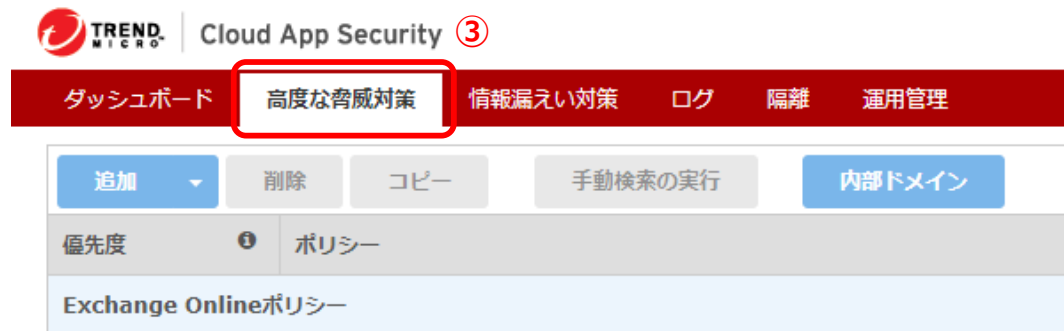 TREND MICRO Cloud App Security ③
ダッシュボード 高度な脅威対策 情報漏えい対策 ログ 隔離 運用管理
追加 削除 コピー 手動検索の実行 内部ドメイン
優先度 ポリシー
Exchange Onlineポリシー